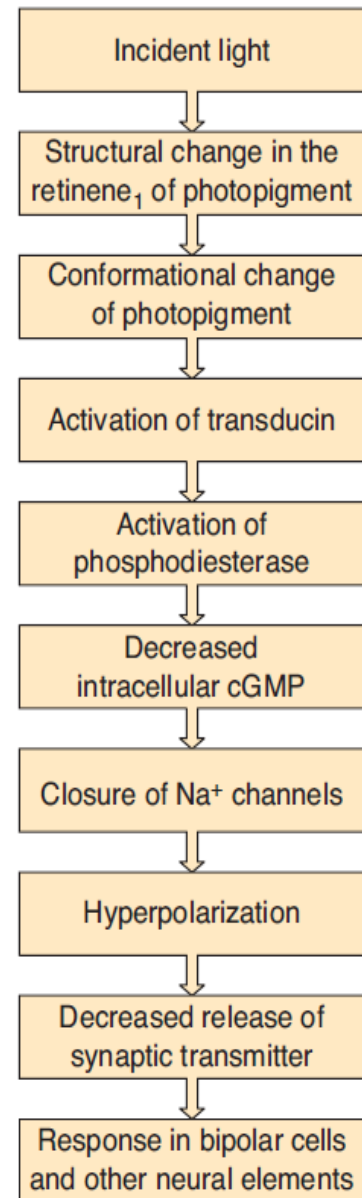 Incident light
Structural change in the
retinene₁ of photopigment
Conformational change
of photopigment
Activation of transducin
Activation of
phosphodiesterase
Decreased
intracellular cGMP
Closure of Na⁺ channels
Hyperpolarization
Decreased release of
synaptic transmitter
Response in bipolar cells
and other neural elements